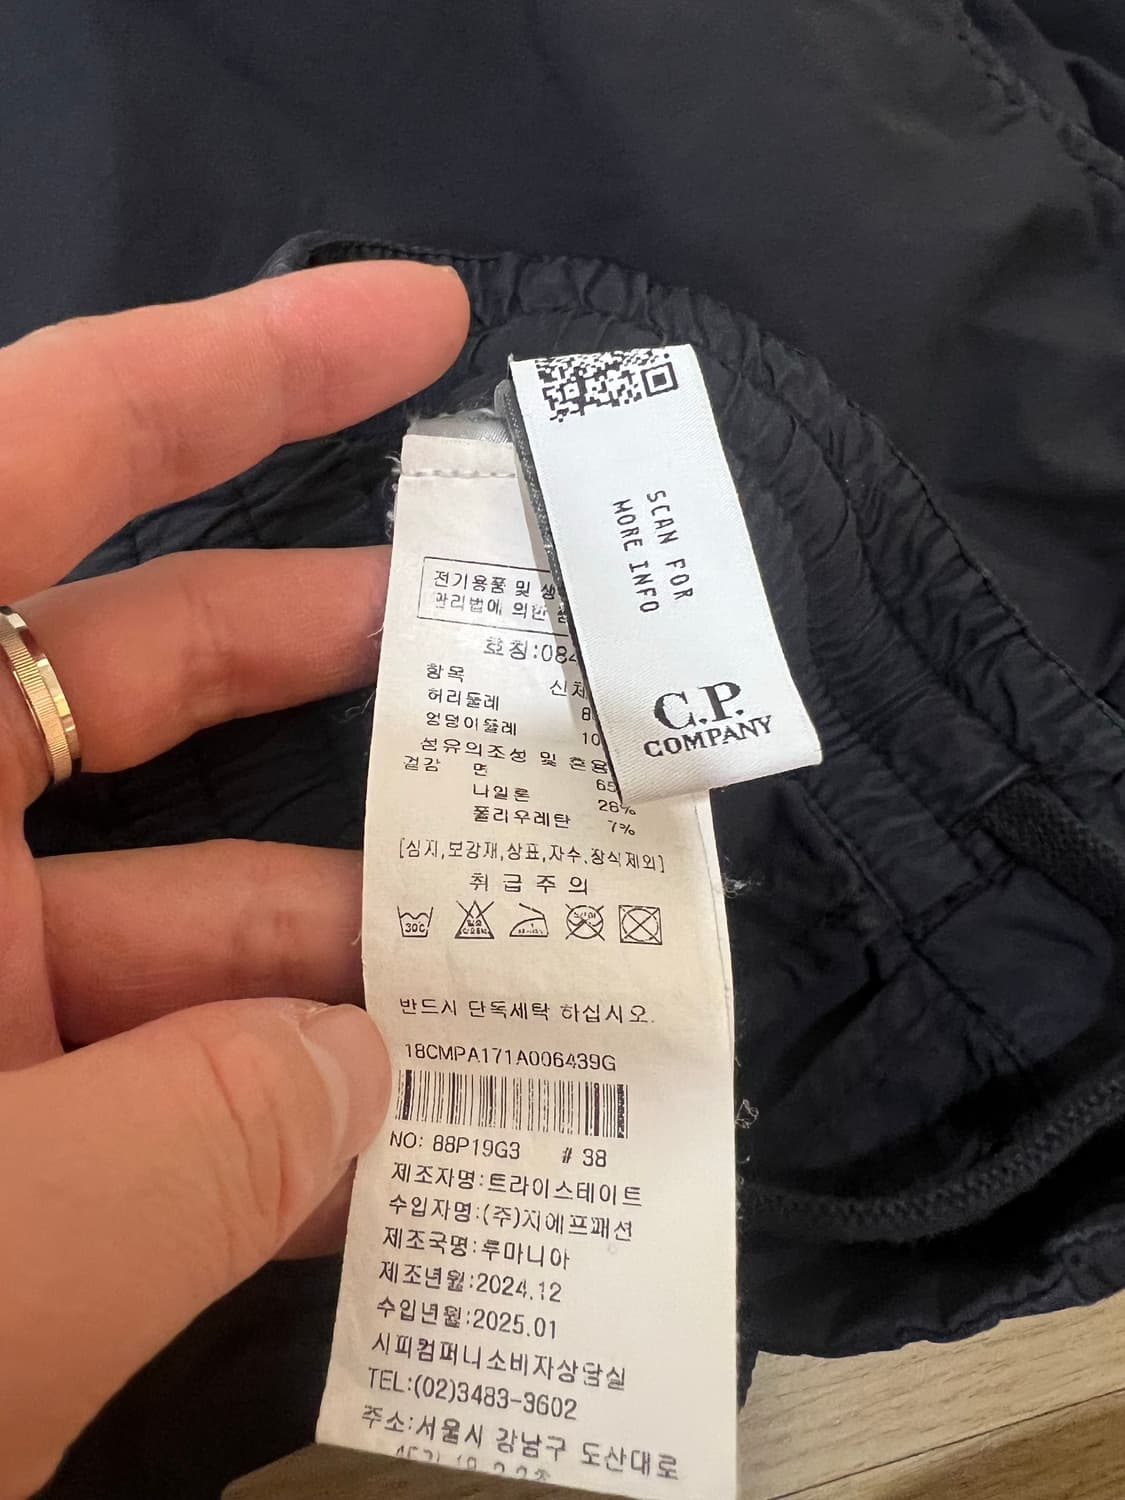 SCAN FOR
MORE INFO
C.P.
COMPANY
전기용품 및
관리법에 의한
호칭:084
항목
허리둘레
엉덩이둘레
섬유의조성 및 혼용
겉감 면
나일론 28%
폴리우레탄 7%
[심지,보강재,상표,자수,장식제외]
취급주의
30C
반드시 단독세탁 하십시오.
18CMPA171A006439G
NO: 88P19G3 # 38
제조자명:트라이스테이트
수입자명:(주)지에프패션
제조국명:루마니아
제조년월:2024.12
수입년월:2025.01
시피컴퍼니소비자상담실
TEL:(02)3483-9602
주소:서울시 강남구 도산대로